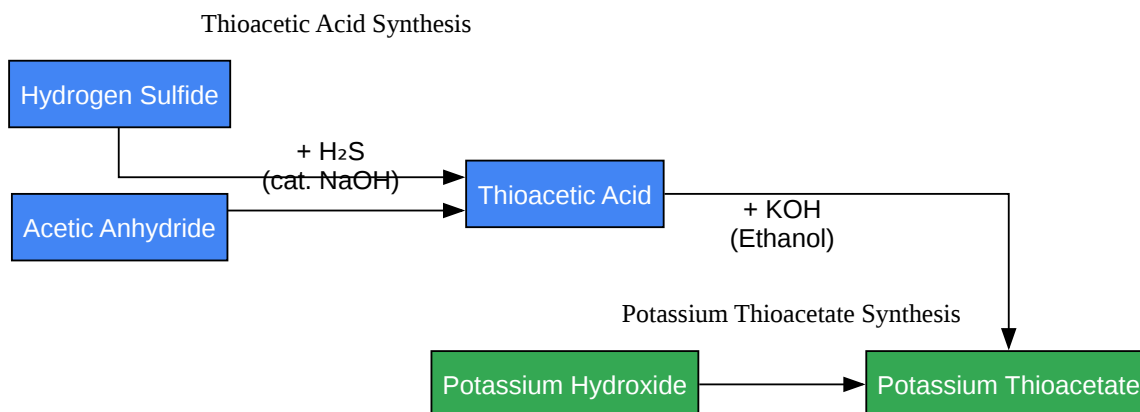 Thioacetic Acid Synthesis
Hydrogen Sulfide
+ H₂S
(cat. NaOH)
Thioacetic Acid
Acetic Anhydride
+ KOH
(Ethanol)
Potassium Thioacetate Synthesis
Potassium Hydroxide
Potassium Thioacetate